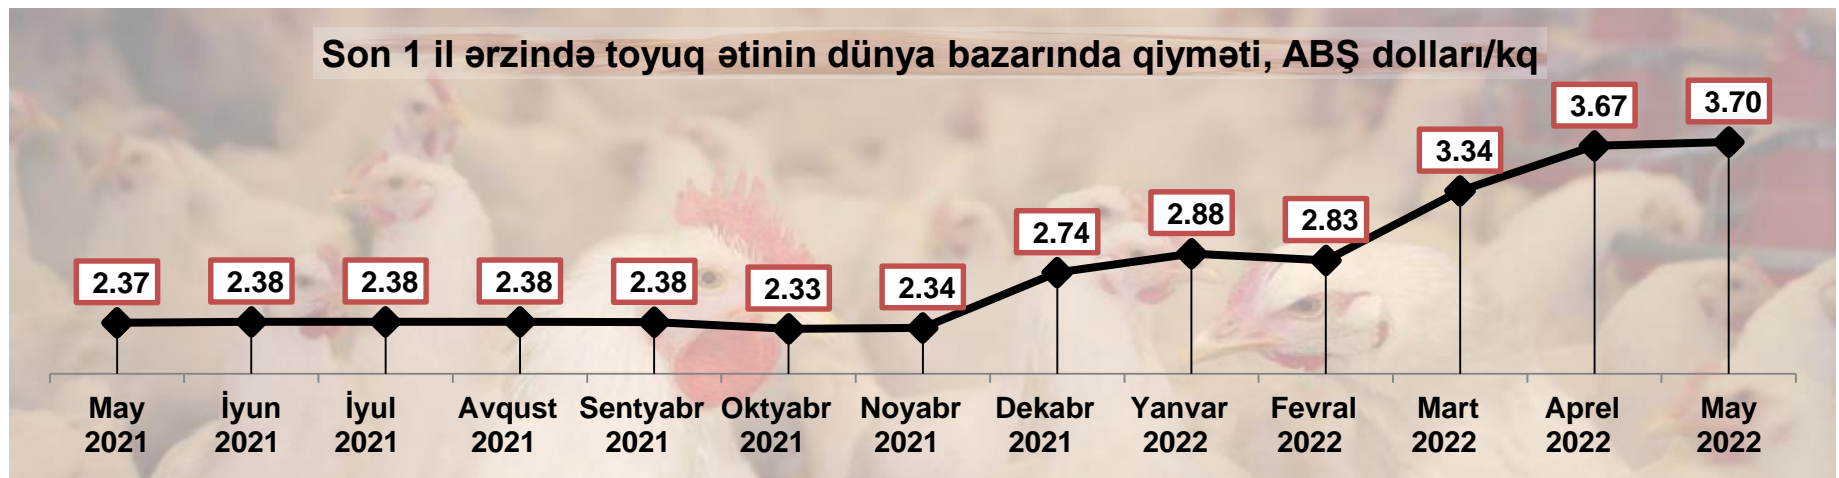 Son 1 il ərzində toyuq ətinin dünya bazarında qiyməti, ABŞ dolları/kq
2.37 2.38 2.38 2.38 2.38 2.33 2.34 2.74 2.88 2.83 3.34 3.67 3.70
May İyun İyul Avqust Sentyabr Oktyabr Noyabr Dekabr Yanvar Fevral Mart Aprel May
2021 2021 2021 2021 2021 2021 2021 2021 2022 2022 2022 2022 2022